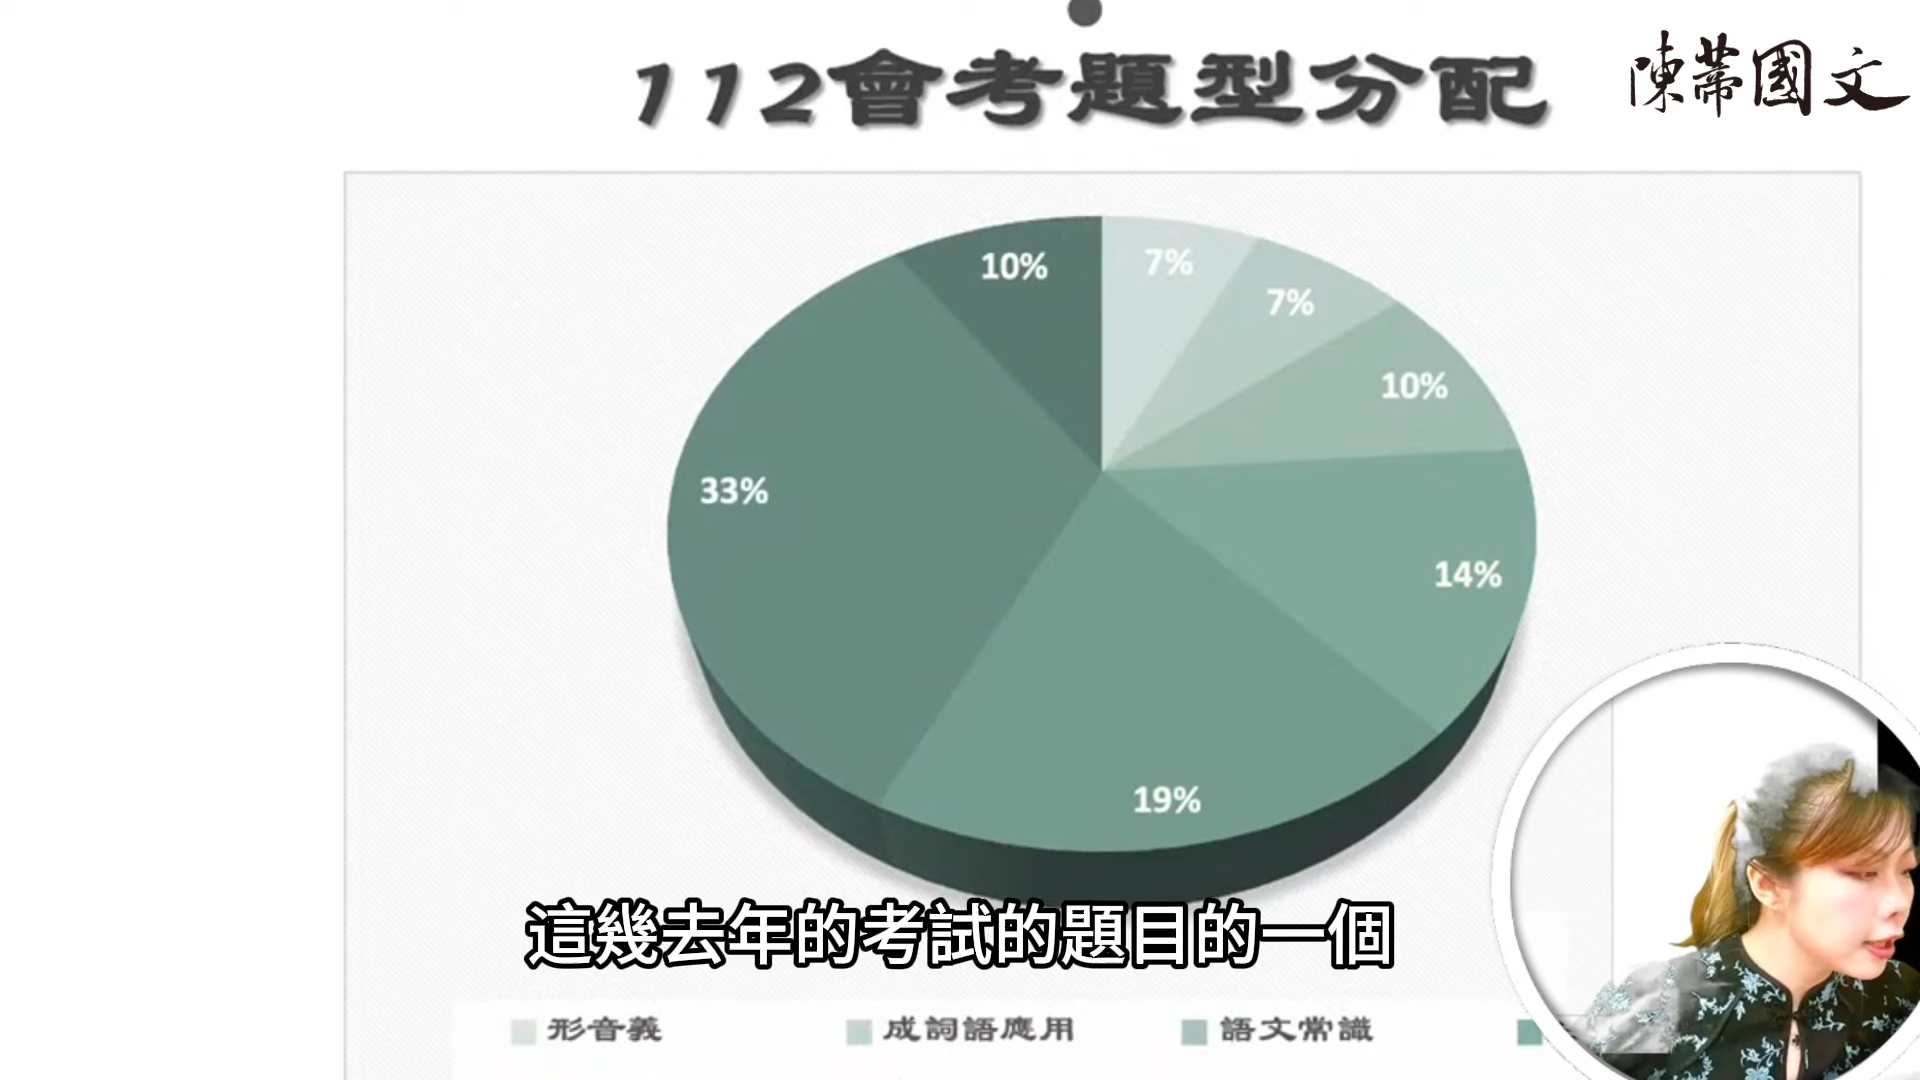 112會考題型分配
陳蒂國文
10%
7%
7%
10%
33%
14%
19%
這幾去年的考試的題目的一個
形音義
成詞語應用
語文常識